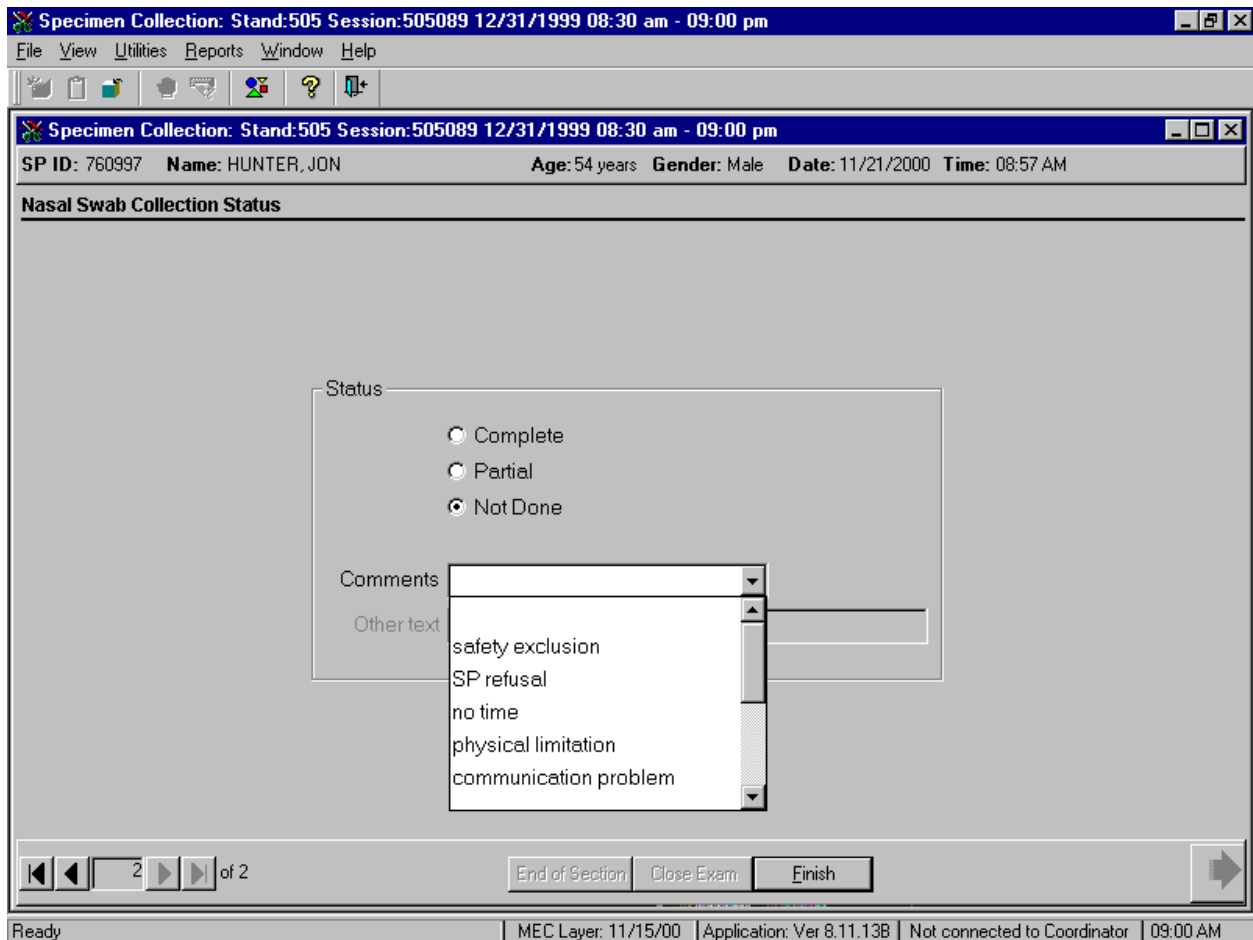 Specimen Collection: Stand:505 Session:505089 12/31/1999 08:30 am - 09:00 pm
File View Utilities Reports Window Help
Specimen Collection: Stand:505 Session:505089 12/31/1999 08:30 am - 09:00 pm
SP ID: 760997 Name: HUNTER, JON Age: 54 years Gender: Male Date: 11/21/2000 Time: 08:57 AM
Nasal Swab Collection Status
Status
Complete
Partial
Not Done
Comments
Other text
safety exclusion
SP refusal
no time
physical limitation
communication problem
2 of 2 End of Section Close Exam Finish
Ready MEC Layer: 11/15/00 Application: Ver 8.11.13B Not connected to Coordinator 09:00 AM